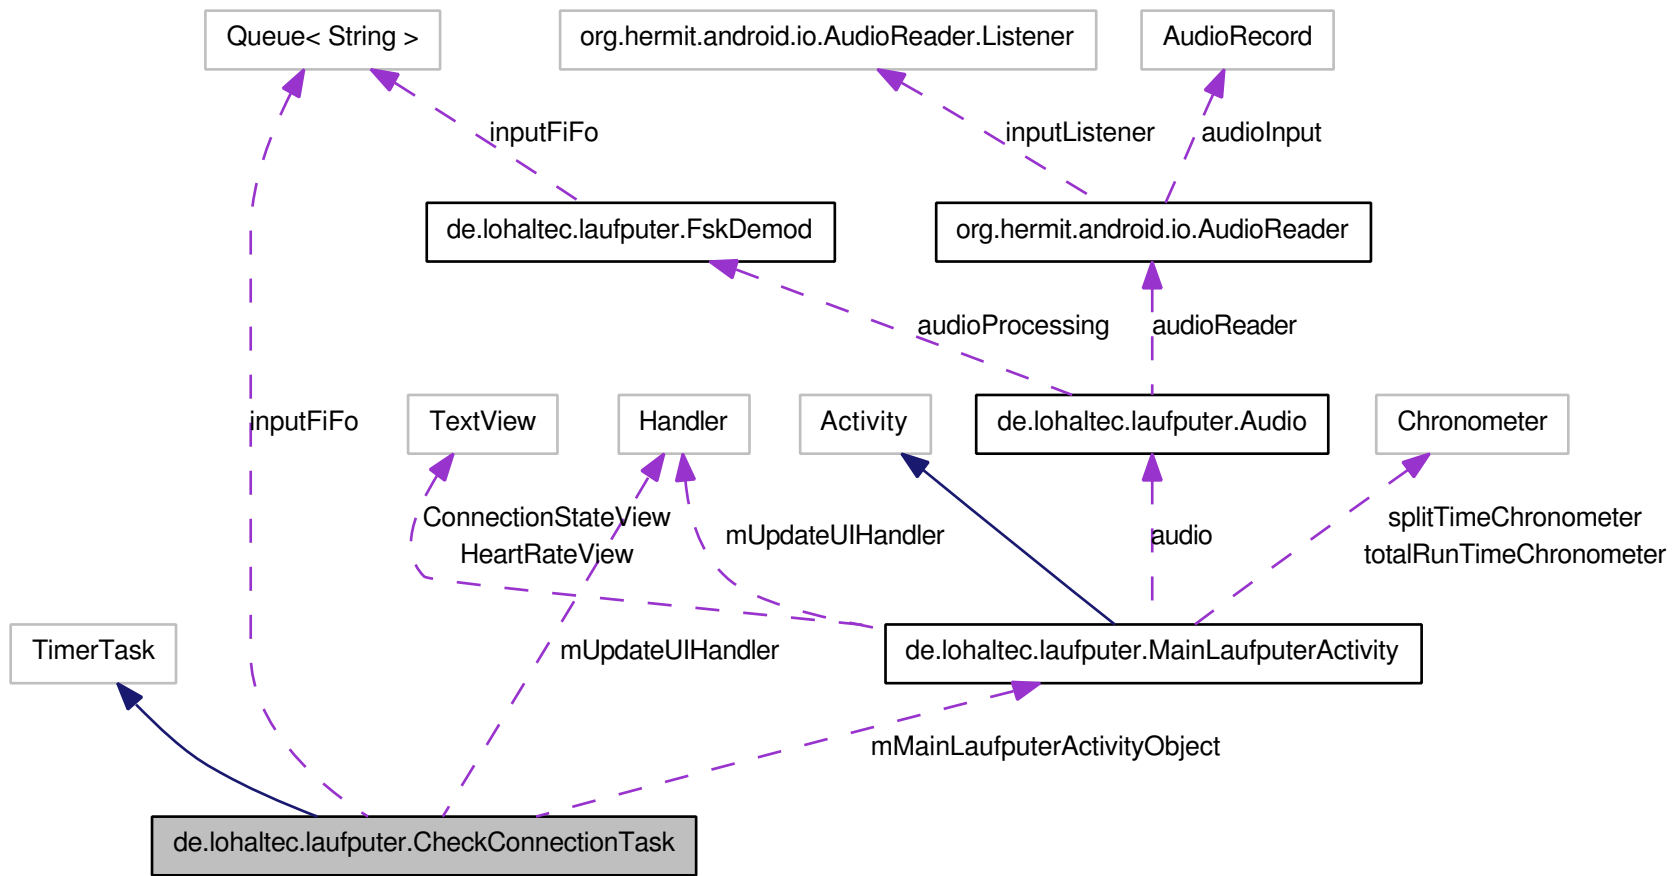 Queue< String >
org.hermit.android.io.AudioReader.Listener
AudioRecord
inputFiFo
inputListener
audioInput
de.lohaltec.laufputer.FskDemod
org.hermit.android.io.AudioReader
audioProcessing
audioReader
inputFiFo
TextView
Handler
Activity
de.lohaltec.laufputer.Audio
Chronometer
ConnectionStateView
HeartRateView
mUpdateUIHandler
audio
splitTimeChronometer
totalRunTimeChronometer
TimerTask
mUpdateUIHandler
de.lohaltec.laufputer.MainLaufputerActivity
mMainLaufputerActivityObject
de.lohaltec.laufputer.CheckConnectionTask